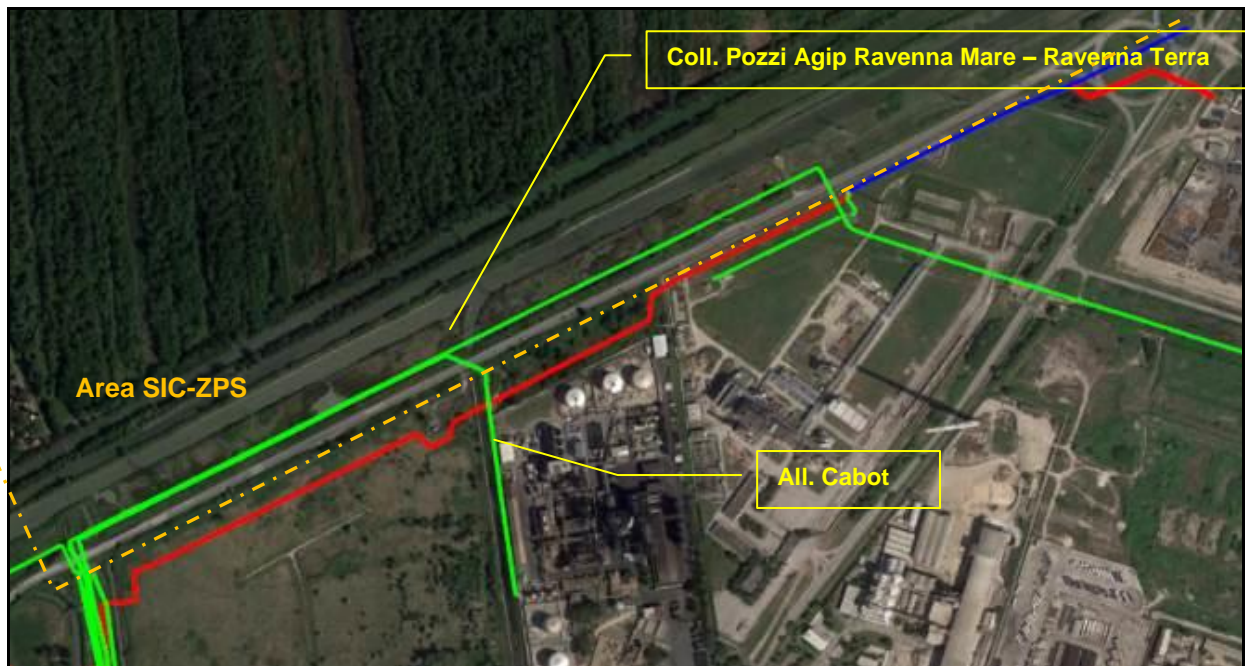 Coll. Pozzi Agip Ravenna Mare – Ravenna Terra
Area SIC-ZPS
All. Cabot